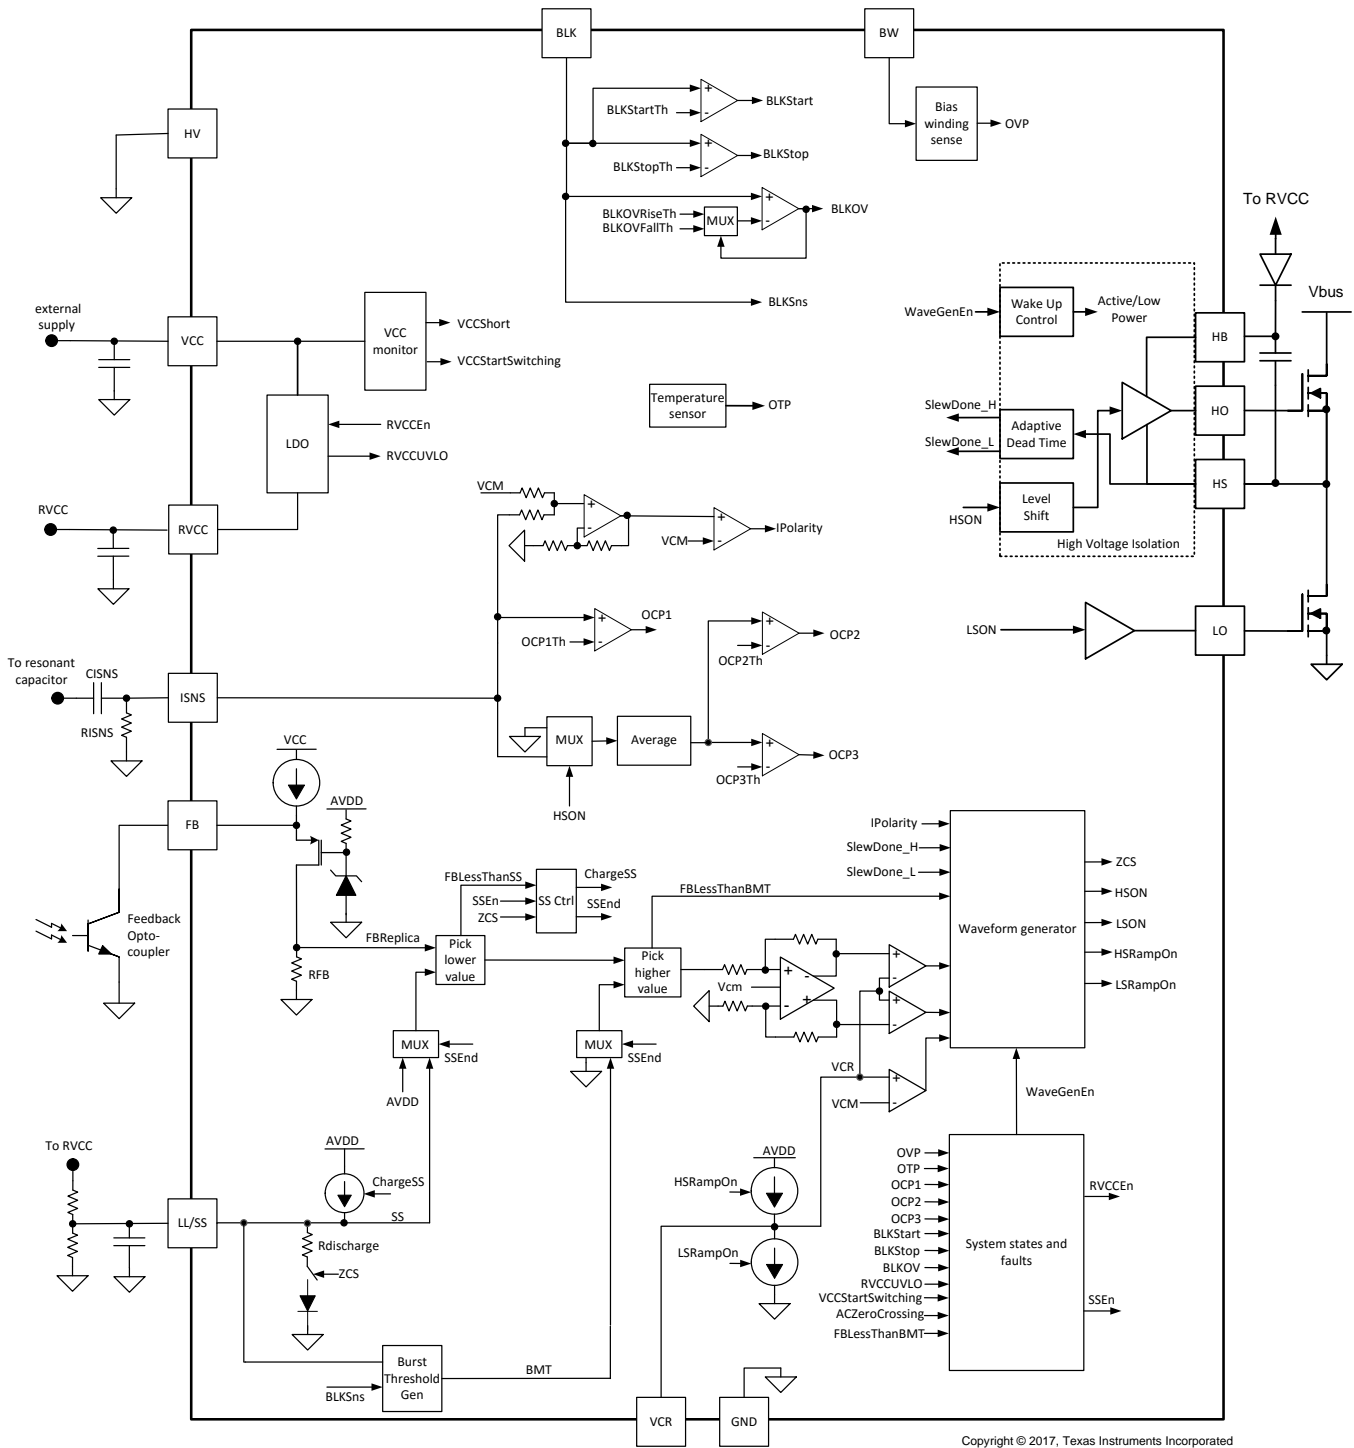 BLK
BW
HV
BLKStartTh
+
-
BLKStart
BLKStopTh
+
-
BLKStop
BLKOVRiseTh
BLKOVFallTh
MUX
+
-
BLKOV
BLKSns
Bias
winding
sense
OVP
To RVCC
Vbus
external
supply
VCC
VCC
monitor
VCCShort
VCCStartSwitching
LDO
RVCCEn
RVCCUVLO
RVCC
RVCC
Temperature
sensor
OTP
WaveGenEn
Wake Up
Control
Active/Low
Power
HB
SlewDone_H
SlewDone_L
Adaptive
Dead Time
HO
HS
HSON
Level
Shift
High Voltage Isolation
LSON
LO
VCM
+
-
VCM
+
-
IPolarity
OCP1Th
+
-
OCP1
OCP2Th
+
-
OCP2
To resonant
capacitor
CISNS
RISNS
ISNS
MUX
HSON
Average
OCP3Th
+
-
OCP3
VCC
AVDD
FB
Feedback
Opto-
coupler
FBReplica
RFB
FBLessThanSS
SSEn
ZCS
SS Ctrl
ChargeSS
SSEnd
Pick
lower
value
FBLessThanBMT
Pick
higher
value
Vcm
+
-
-
+
+
-
+
-
MUX
SSEnd
AVDD
MUX
SSEnd
VCR
VCM
+
-
IPolarity
SlewDone_H
SlewDone_L
Waveform generator
ZCS
HSON
LSON
HSRampOn
LSRampOn
WaveGenEn
To RVCC
LL/SS
AVDD
ChargeSS
SS
Rdischarge
ZCS
AVDD
HSRampOn
LSRampOn
OVP
OTP
OCP1
OCP2
OCP3
BLKStart
BLKStop
BLKOV
RVCCUVLO
VCCStartSwitching
ACZeroCrossing
FBLessThanBMT
System states and
faults
RVCCEn
SSEn
BLKSns
Burst
Threshold
Gen
BMT
VCR
GND
Copyright © 2017, Texas Instruments Incorporated